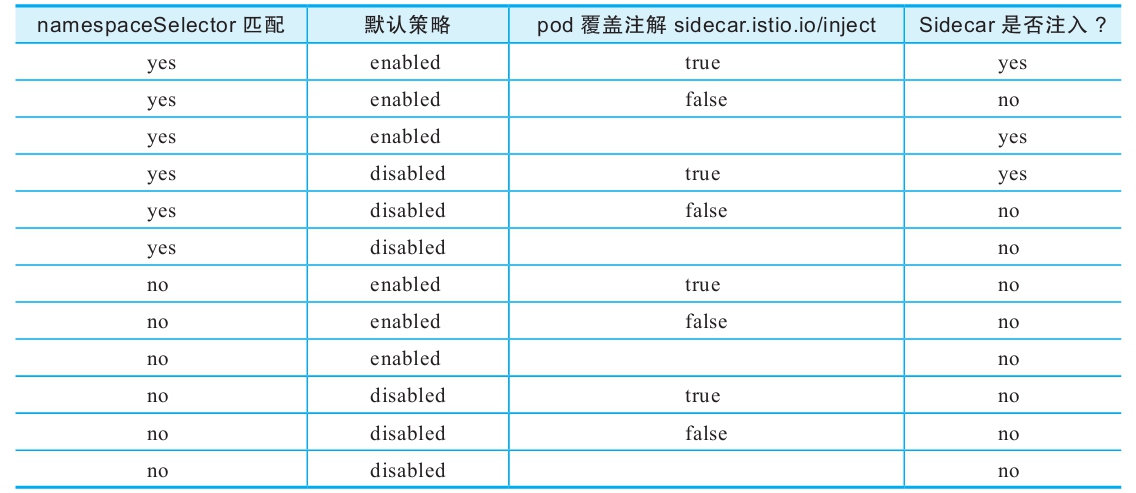 namespaceSelector 匹配 默认策略 pod 覆盖注解 sidecar.istio.io/inject Sidecar 是否注入？
yes enabled true yes
yes enabled false no
yes enabled yes
yes disabled true yes
yes disabled false no
yes disabled no
no enabled true no
no enabled false no
no enabled no
no disabled true no
no disabled false no
no disabled no